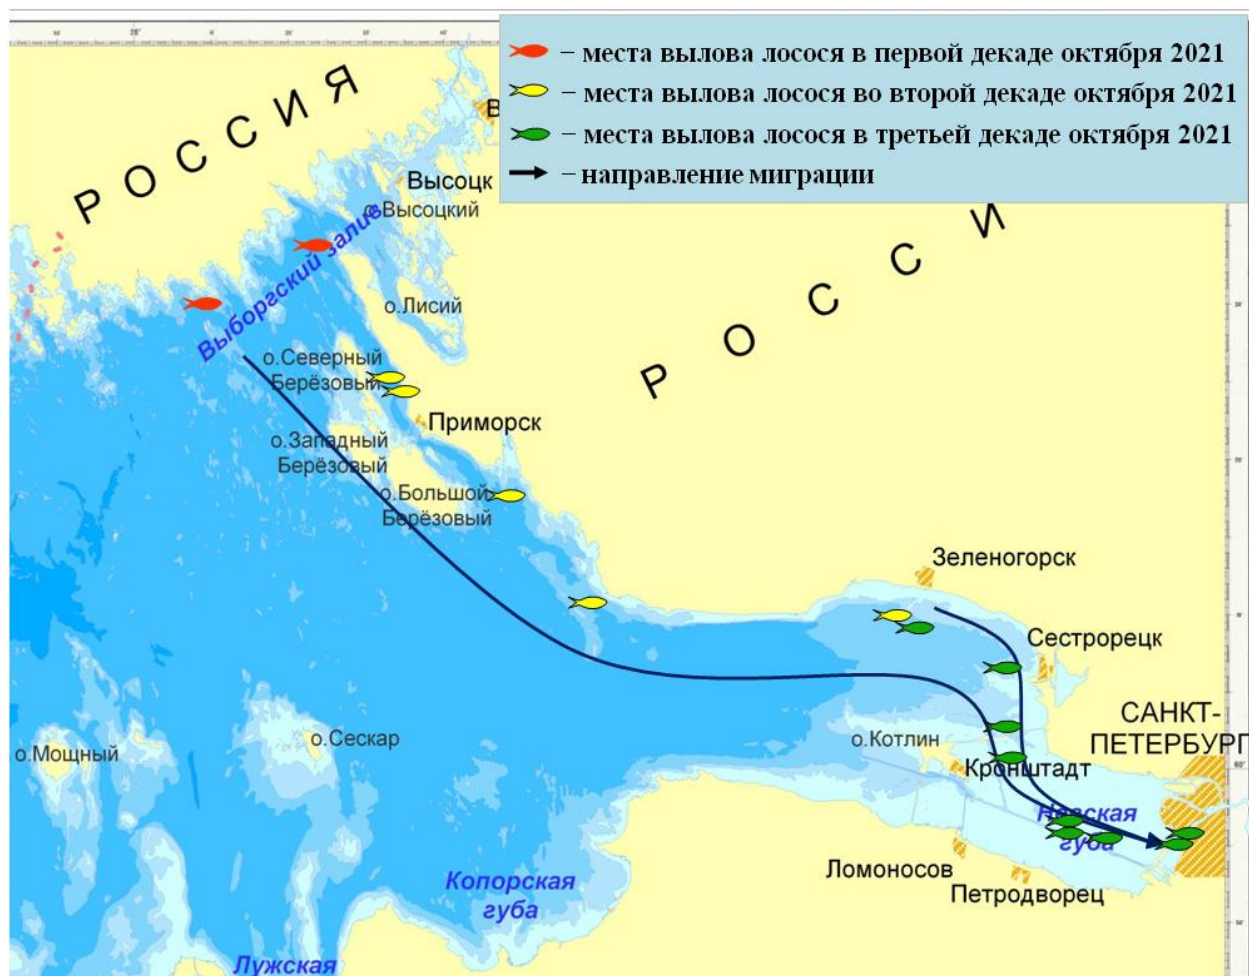 – места вылова лосося в первой декаде октября 2021
– места вылова лосося во второй декаде октября 2021
– места вылова лосося в третьей декаде октября 2021
– направление миграции
РОССИЯ
В
Высоцк
о.Высоцкий
Выборгский залив
о.Лисий
РОССИ
о.Северный
Берёзовый
Приморск
о.Западный
Берёзовый
о.Большой
Берёзовый
Зеленогорск
Сестрорецк
САНКТ-
ПЕТЕРБУРГ
о.Мощный
о.Сескар
о.Котлин
Кронштадт
Невская
губа
Ломоносов
Петродворец
Копорская
губа
Лужская